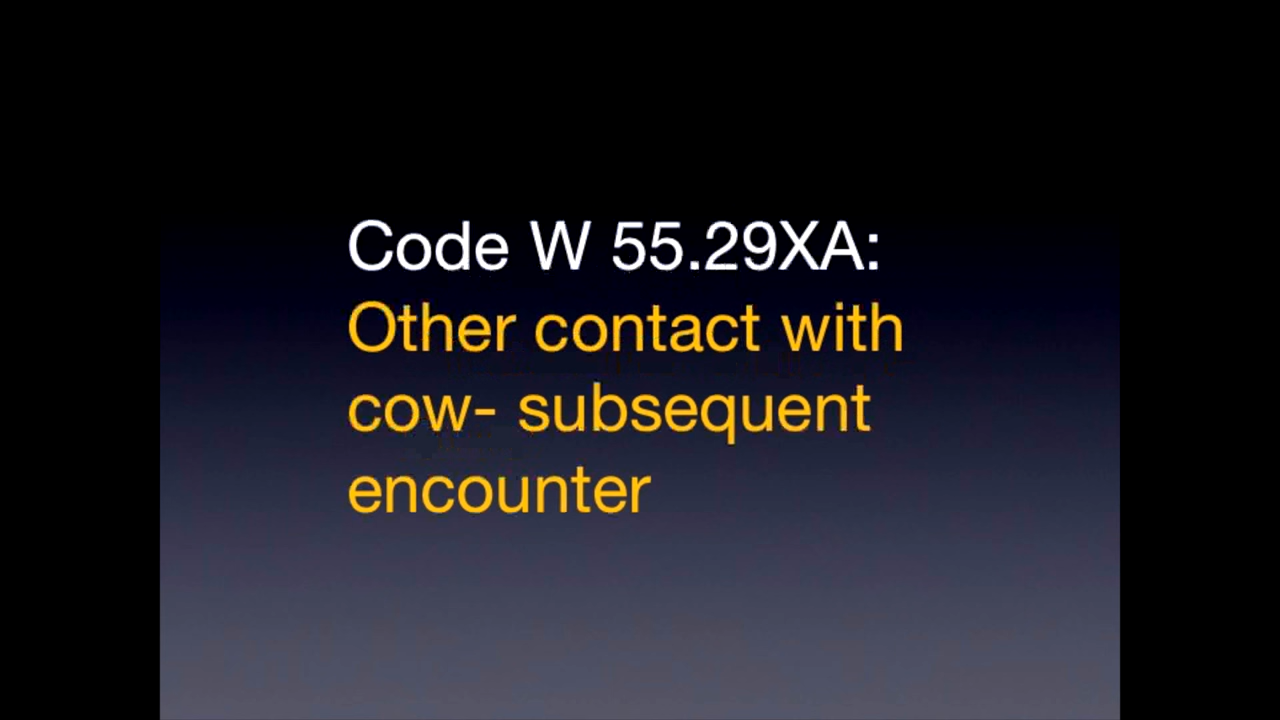 Code W 55.29XA:
Other contact with
cow- subsequent
encounter